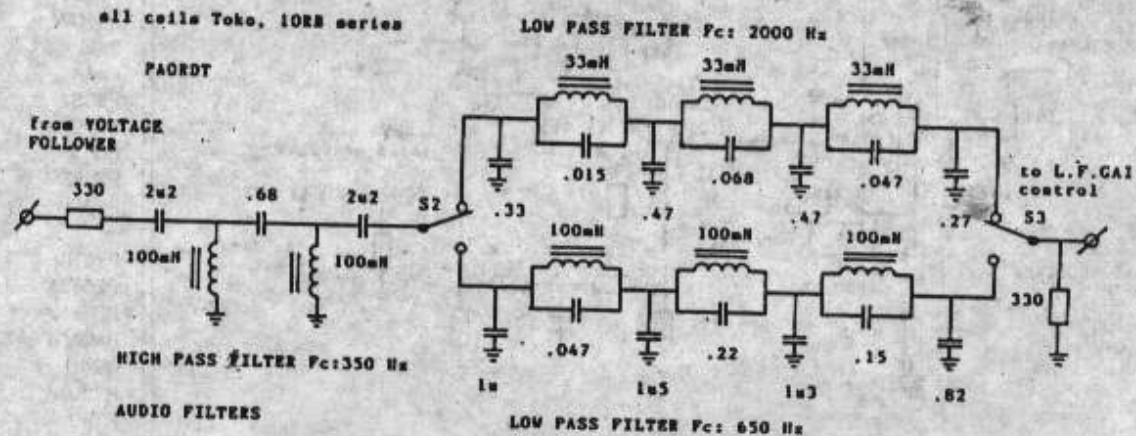 all coils Toko, 10RB series
PA0RDT
LOW PASS FILTER Fc: 2000 Hz
33mH
33mH
33mH
.015
.068
.047
.33
.47
.47
.27
from VOLTAGE
FOLLOWER
330
2u2
.68
2u2
S2
100mH
100mH
to L.F.GAI
control
S3
330
100mH
100mH
100mH
.047
.22
.15
1u
1u5
1u3
.82
HIGH PASS FILTER Fc:350 Hz
AUDIO FILTERS
LOW PASS FILTER Fc: 650 Hz